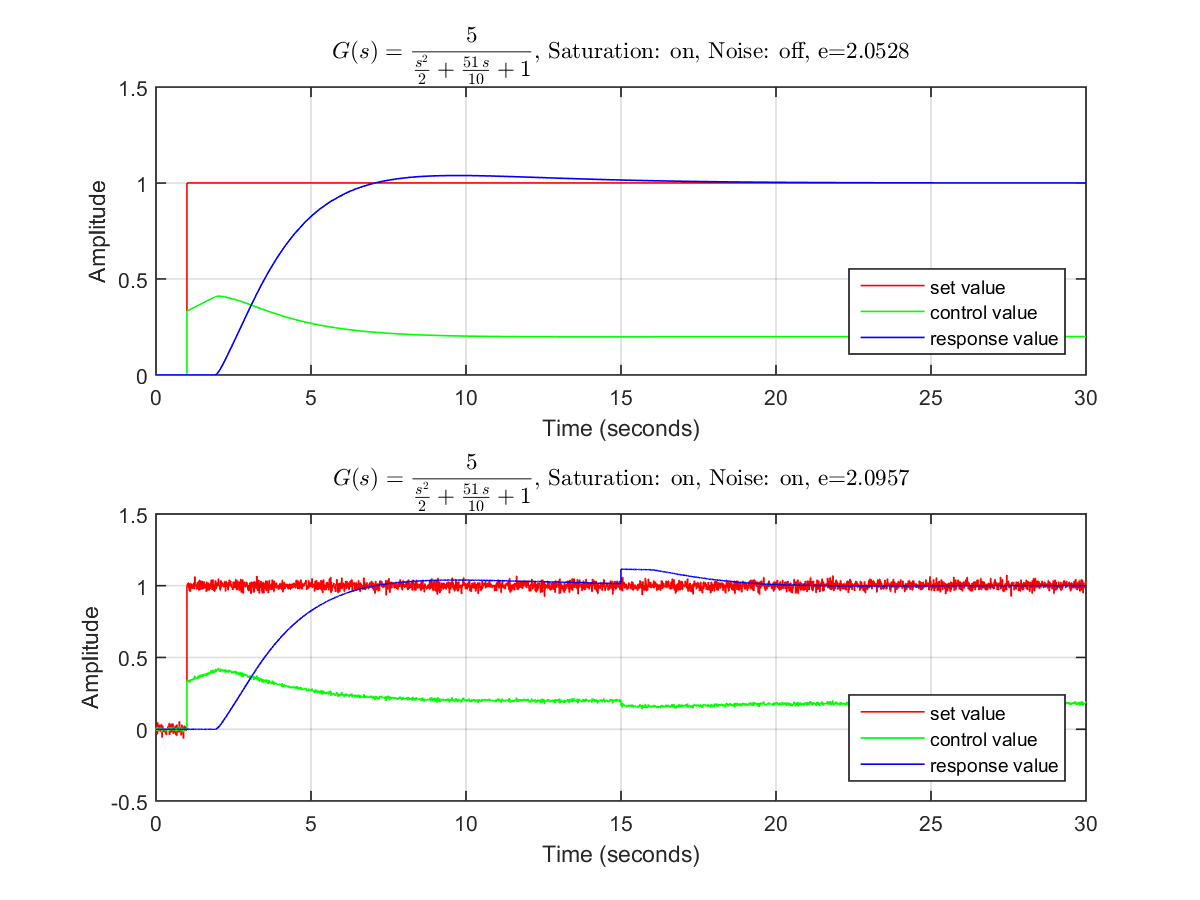 G(s) = 5 / (s²/2 + 51 s/10 + 1), Saturation: on, Noise: off, e=2.0528
1.5
1
0.5
0
Amplitude
set value
control value
response value
0 5 10 15 20 25 30
Time (seconds)
G(s) = 5 / (s²/2 + 51 s/10 + 1), Saturation: on, Noise: on, e=2.0957
1.5
1
0.5
0
-0.5
Amplitude
set value
control value
response value
0 5 10 15 20 25 30
Time (seconds)